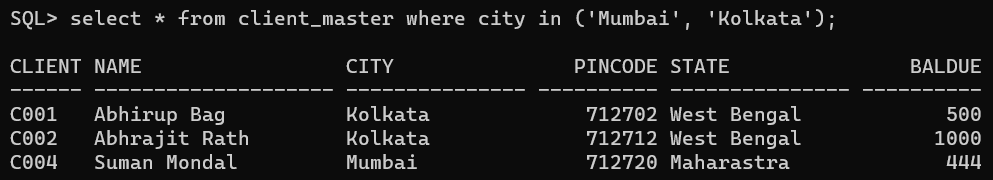 SQL> select * from client_master where city in ('Mumbai', 'Kolkata');
CLIENT NAME                 CITY               PINCODE STATE               BALDUE
------ -------------------- --------------- ---------- --------------- ----------
C001   Abhirup Bag          Kolkata             712702 West Bengal            500
C002   Abhrajit Rath        Kolkata             712712 West Bengal           1000
C004   Suman Mondal         Mumbai              712720 Maharastra             444